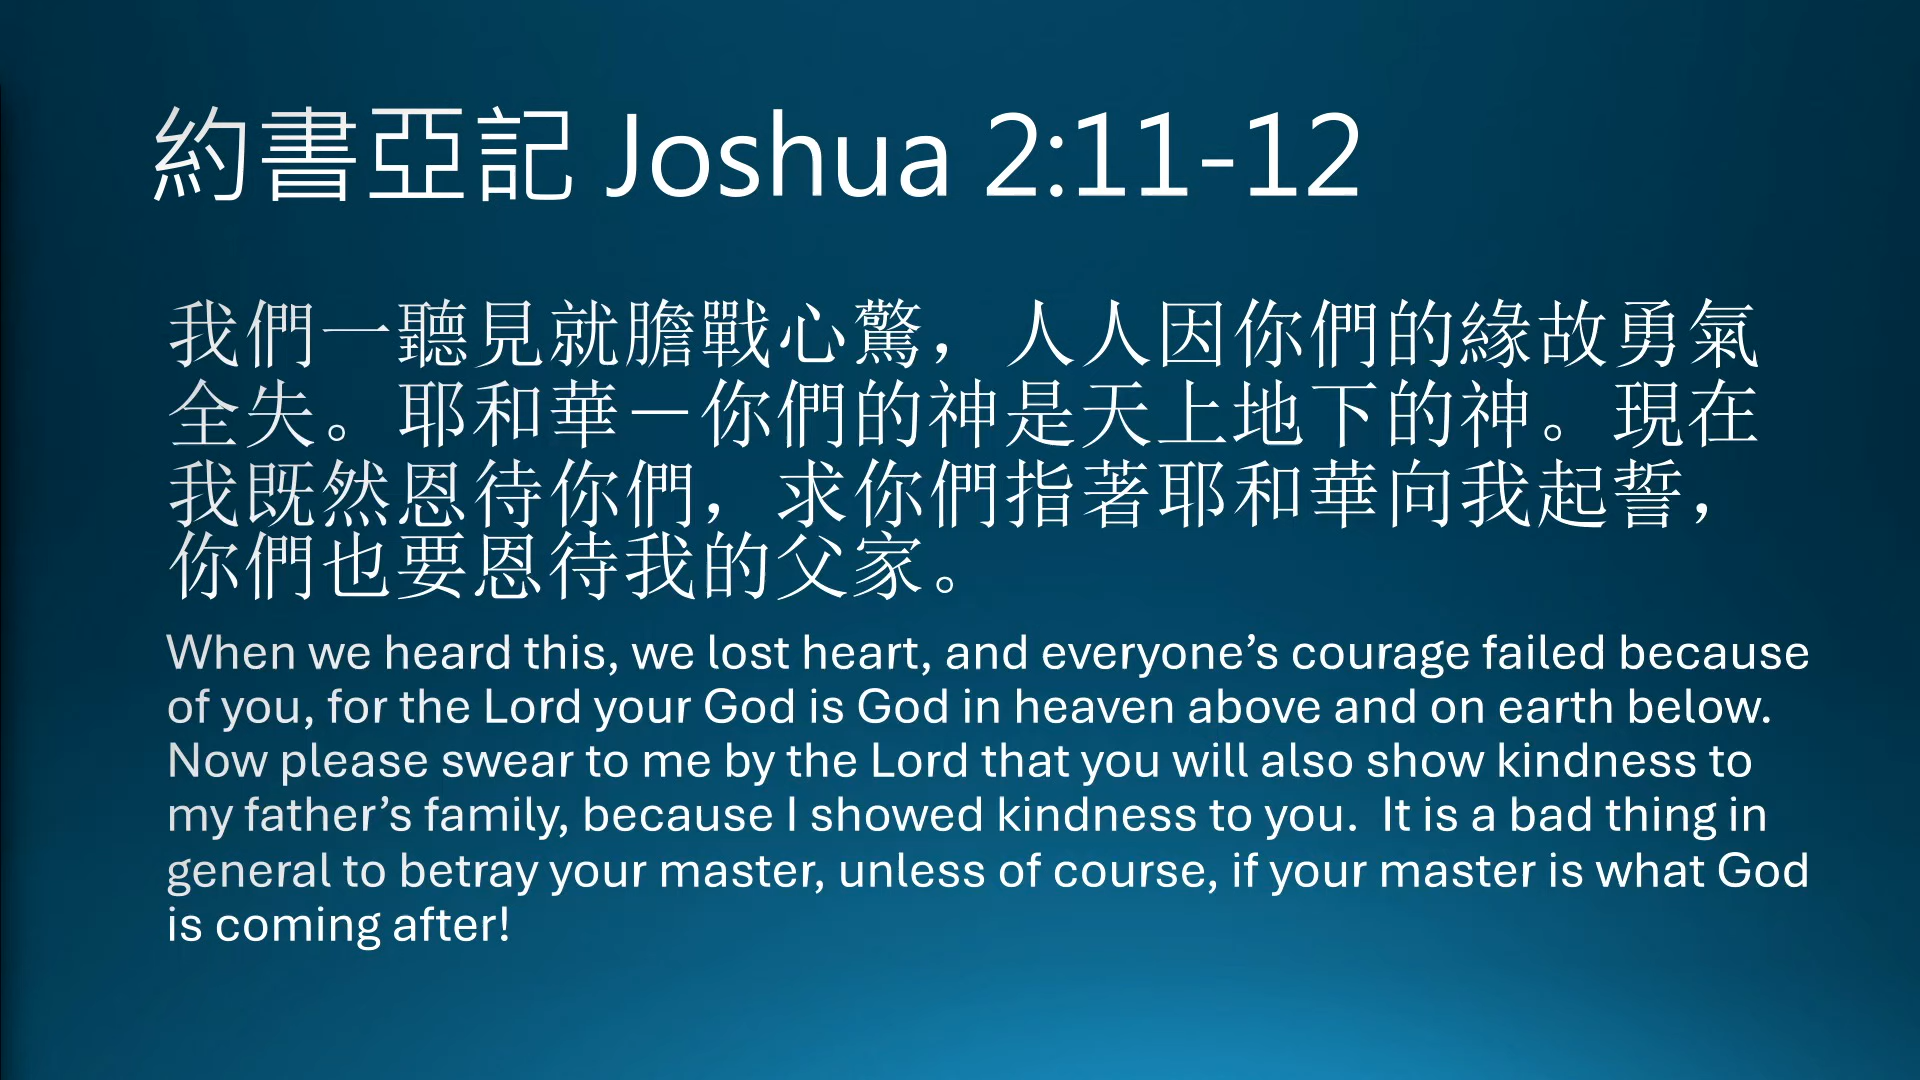 約書亞記 Joshua 2:11-12
我們一聽見就膽戰心驚，人人因你們的緣故勇氣
全失。耶和華－你們的神是天上地下的神。現在
我既然恩待你們，求你們指著耶和華向我起誓，
你們也要恩待我的父家。
When we heard this, we lost heart, and everyone’s courage failed because
of you, for the Lord your God is God in heaven above and on earth below.
Now please swear to me by the Lord that you will also show kindness to
my father’s family, because I showed kindness to you.  It is a bad thing in
general to betray your master, unless of course, if your master is what God
is coming after!